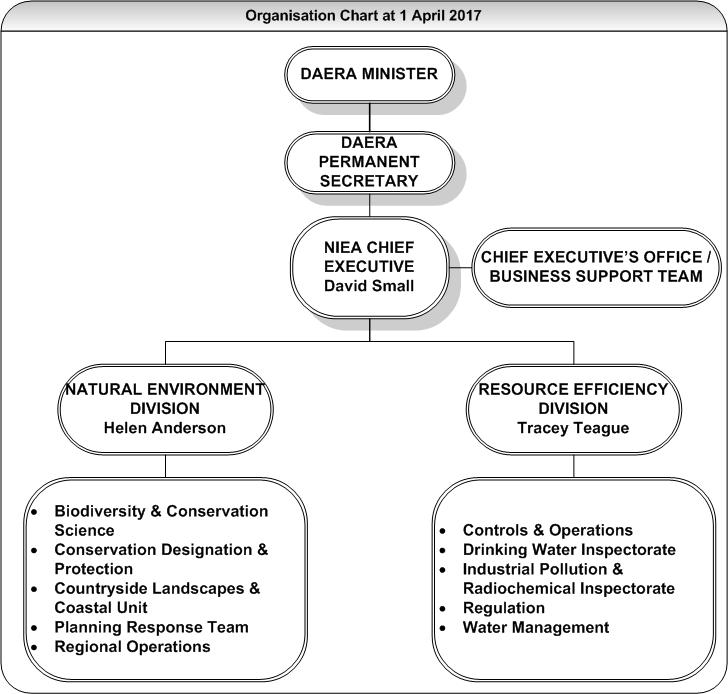 Organisation Chart at 1 April 2017
DAERA MINISTER
DAERA
PERMANENT
SECRETARY
NIEA CHIEF
EXECUTIVE
David Small
CHIEF EXECUTIVE'S OFFICE /
BUSINESS SUPPORT TEAM
NATURAL ENVIRONMENT
DIVISION
Helen Anderson
RESOURCE EFFICIENCY
DIVISION
Tracey Teague
• Biodiversity & Conservation
Science
• Conservation Designation &
Protection
• Countryside Landscapes &
Coastal Unit
• Planning Response Team
• Regional Operations
• Controls & Operations
• Drinking Water Inspectorate
• Industrial Pollution &
Radiochemical Inspectorate
• Regulation
• Water Management